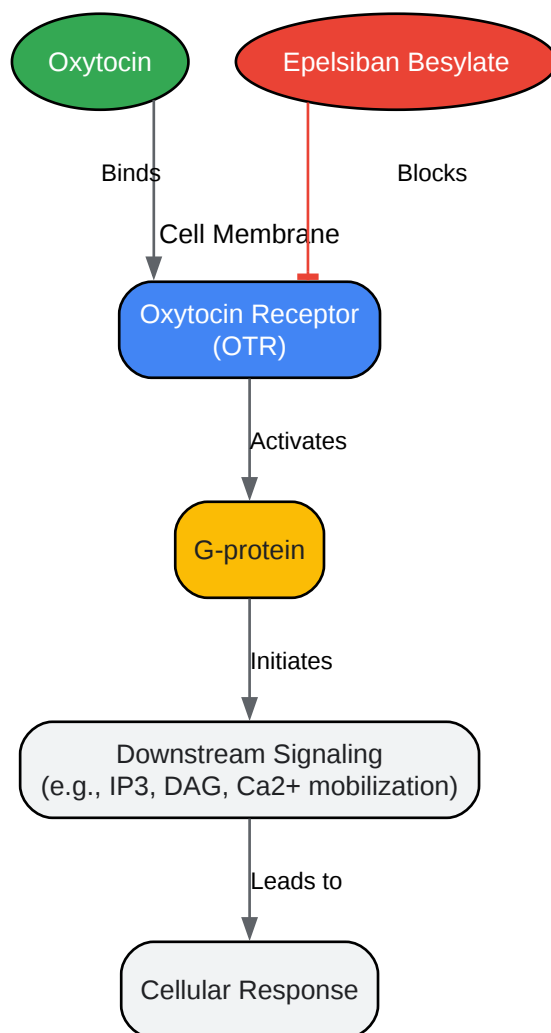 Oxytocin
Epelsiban Besylate
Binds
Blocks
Cell Membrane
Oxytocin Receptor
(OTR)
Activates
G-protein
Initiates
Downstream Signaling
(e.g., IP3, DAG, Ca2+ mobilization)
Leads to
Cellular Response